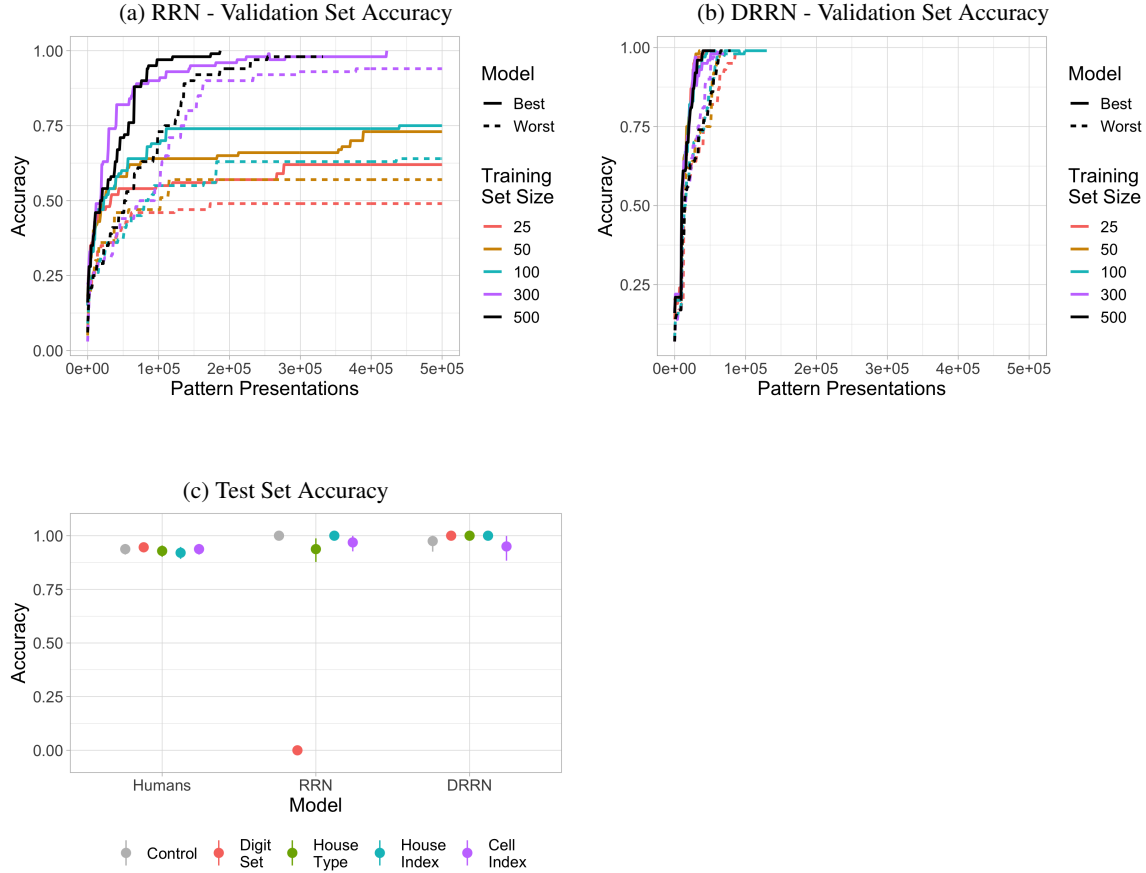 (a) RRN - Validation Set Accuracy
1.00
0.75
0.50
0.25
0.00
Accuracy
0e+00 1e+05 2e+05 3e+05 4e+05 5e+05
Pattern Presentations
Model
Best
Worst
Training
Set Size
25
50
100
300
500
(b) DRRN - Validation Set Accuracy
1.00
0.75
0.50
0.25
Accuracy
0e+00 1e+05 2e+05 3e+05 4e+05 5e+05
Pattern Presentations
Model
Best
Worst
Training
Set Size
25
50
100
300
500
(c) Test Set Accuracy
1.00
0.75
0.50
0.25
0.00
Accuracy
Humans RRN DRRN
Model
Control
Digit
Set
House
Type
House
Index
Cell
Index